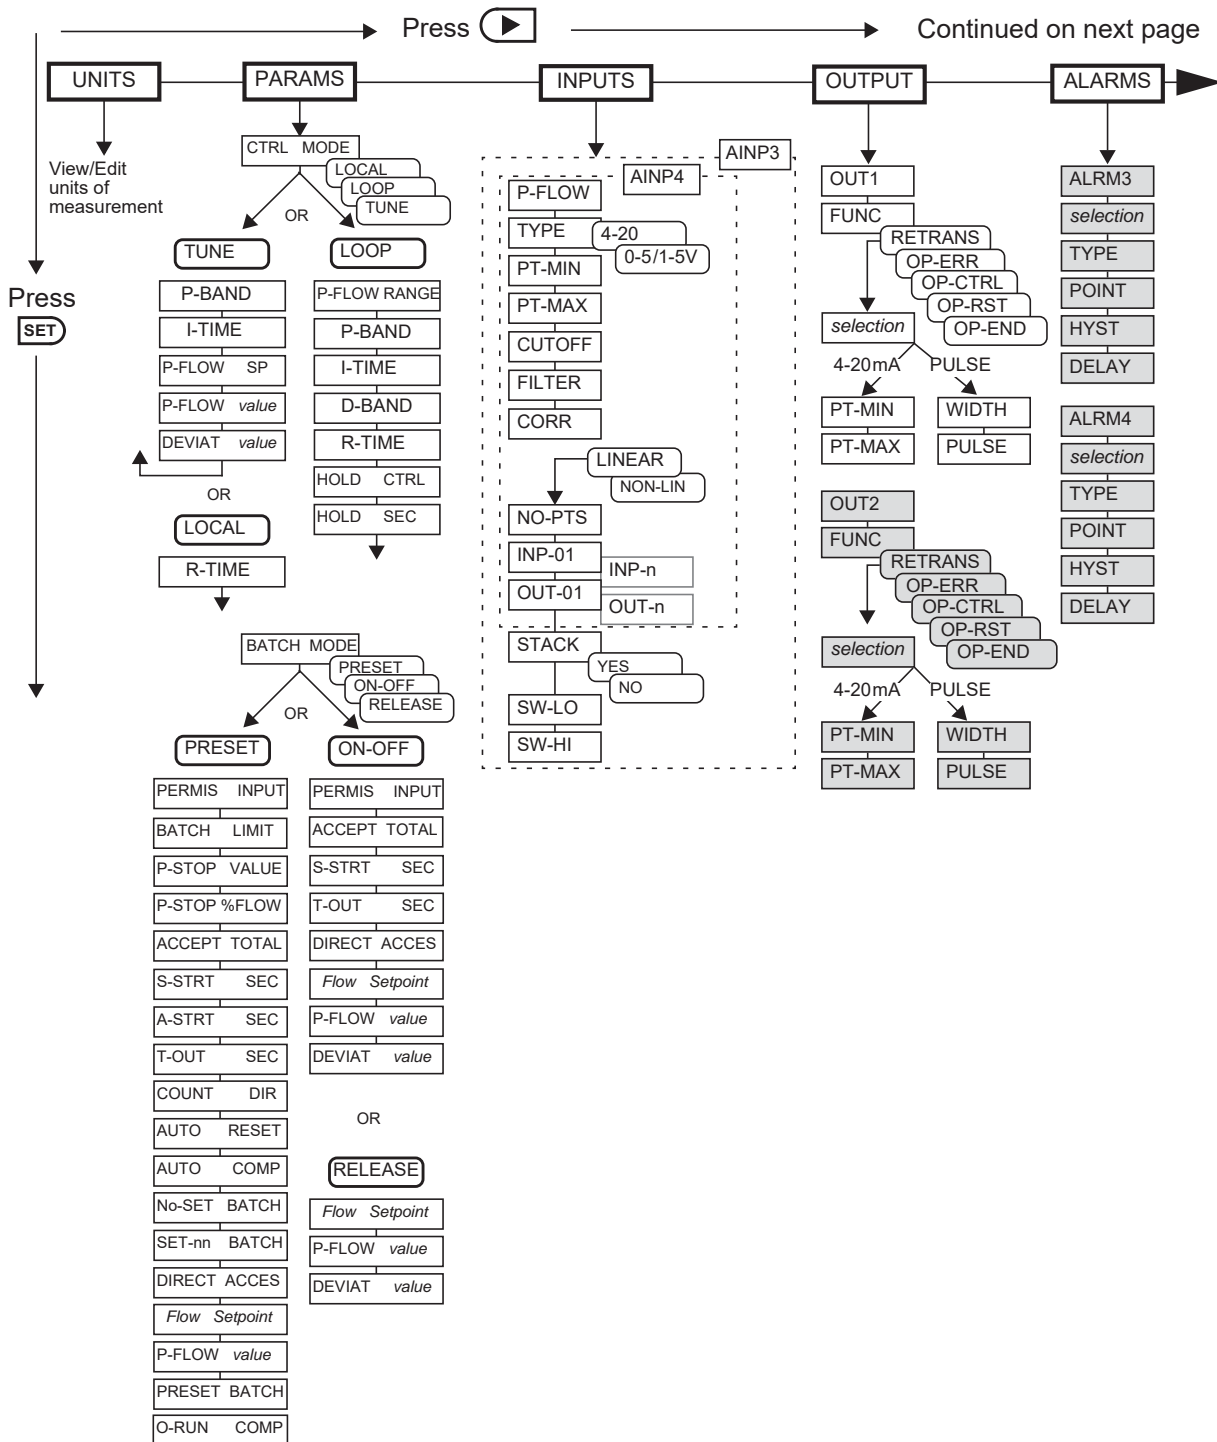 Press
Continued on next page
UNITS
PARAMS
INPUTS
OUTPUT
ALARMS
Press
SET
View/Edit
units of
measurement
CTRL MODE
LOCAL
LOOP
TUNE
OR
TUNE
P-BAND
I-TIME
P-FLOW SP
P-FLOW value
DEVIAT value
OR
LOCAL
R-TIME
LOOP
P-FLOW RANGE
P-BAND
I-TIME
D-BAND
R-TIME
HOLD CTRL
HOLD SEC
BATCH MODE
PRESET
ON-OFF
RELEASE
OR
PRESET
PERMIS INPUT
BATCH LIMIT
P-STOP VALUE
P-STOP %FLOW
ACCEPT TOTAL
S-STRT SEC
A-STRT SEC
T-OUT SEC
COUNT DIR
AUTO RESET
AUTO COMP
No-SET BATCH
SET-nn BATCH
DIRECT ACCES
Flow Setpoint
P-FLOW value
PRESET BATCH
O-RUN COMP
ON-OFF
PERMIS INPUT
ACCEPT TOTAL
S-STRT SEC
T-OUT SEC
DIRECT ACCES
Flow Setpoint
P-FLOW value
DEVIAT value
OR
RELEASE
Flow Setpoint
P-FLOW value
DEVIAT value
AINP3
AINP4
P-FLOW
TYPE
4-20
0-5/1-5V
PT-MIN
PT-MAX
CUTOFF
FILTER
CORR
LINEAR
NON-LIN
NO-PTS
INP-01
INP-n
OUT-01
OUT-n
STACK
YES
NO
SW-LO
SW-HI
OUT1
FUNC
RETRANS
OP-ERR
OP-CTRL
OP-RST
OP-END
selection
4-20mA
PULSE
PT-MIN
WIDTH
PT-MAX
PULSE
OUT2
FUNC
RETRANS
OP-ERR
OP-CTRL
OP-RST
OP-END
selection
4-20mA
PULSE
PT-MIN
WIDTH
PT-MAX
PULSE
ALRM3
selection
TYPE
POINT
HYST
DELAY
ALRM4
selection
TYPE
POINT
HYST
DELAY